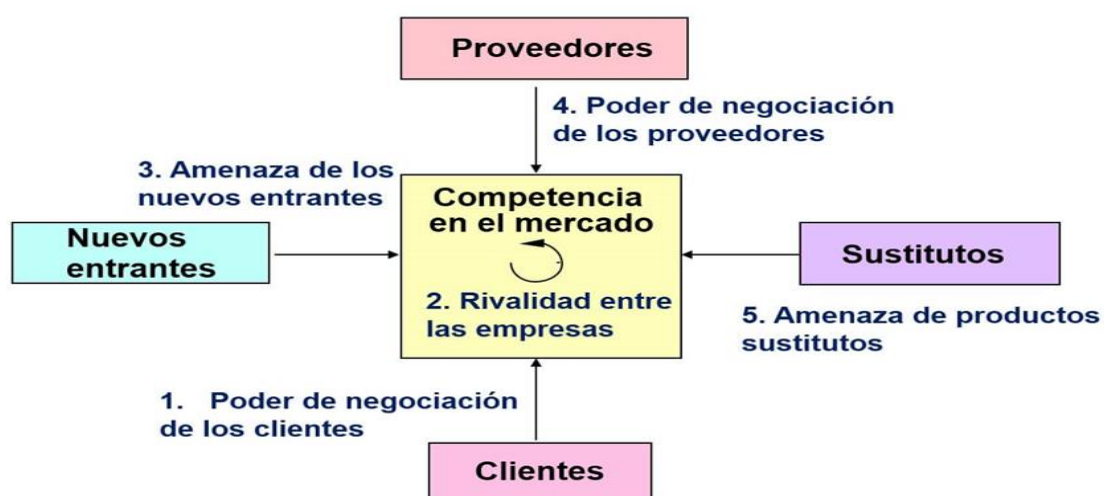 Proveedores
4. Poder de negociación
de los proveedores
3. Amenaza de los
nuevos entrantes
Nuevos
entrantes
Competencia
en el mercado
2. Rivalidad entre
las empresas
Sustitutos
5. Amenaza de productos
sustitutos
1. Poder de negociación
de los clientes
Clientes